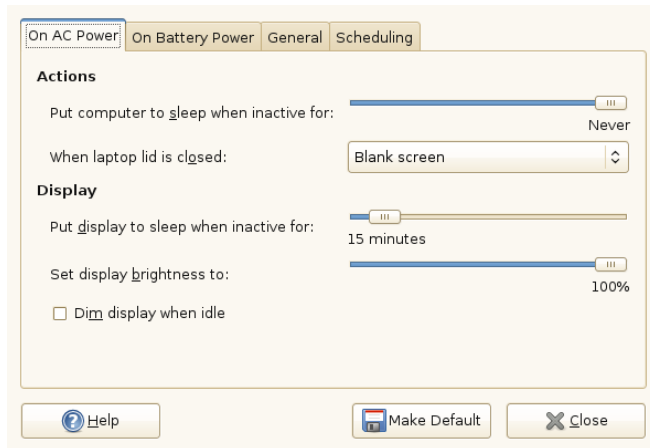 On AC Power On Battery Power General Scheduling
Actions
Put computer to sleep when inactive for:
Never
When laptop lid is closed: Blank screen
Display
Put display to sleep when inactive for:
15 minutes
Set display brightness to:
100%
Dim display when idle
Help Make Default Close